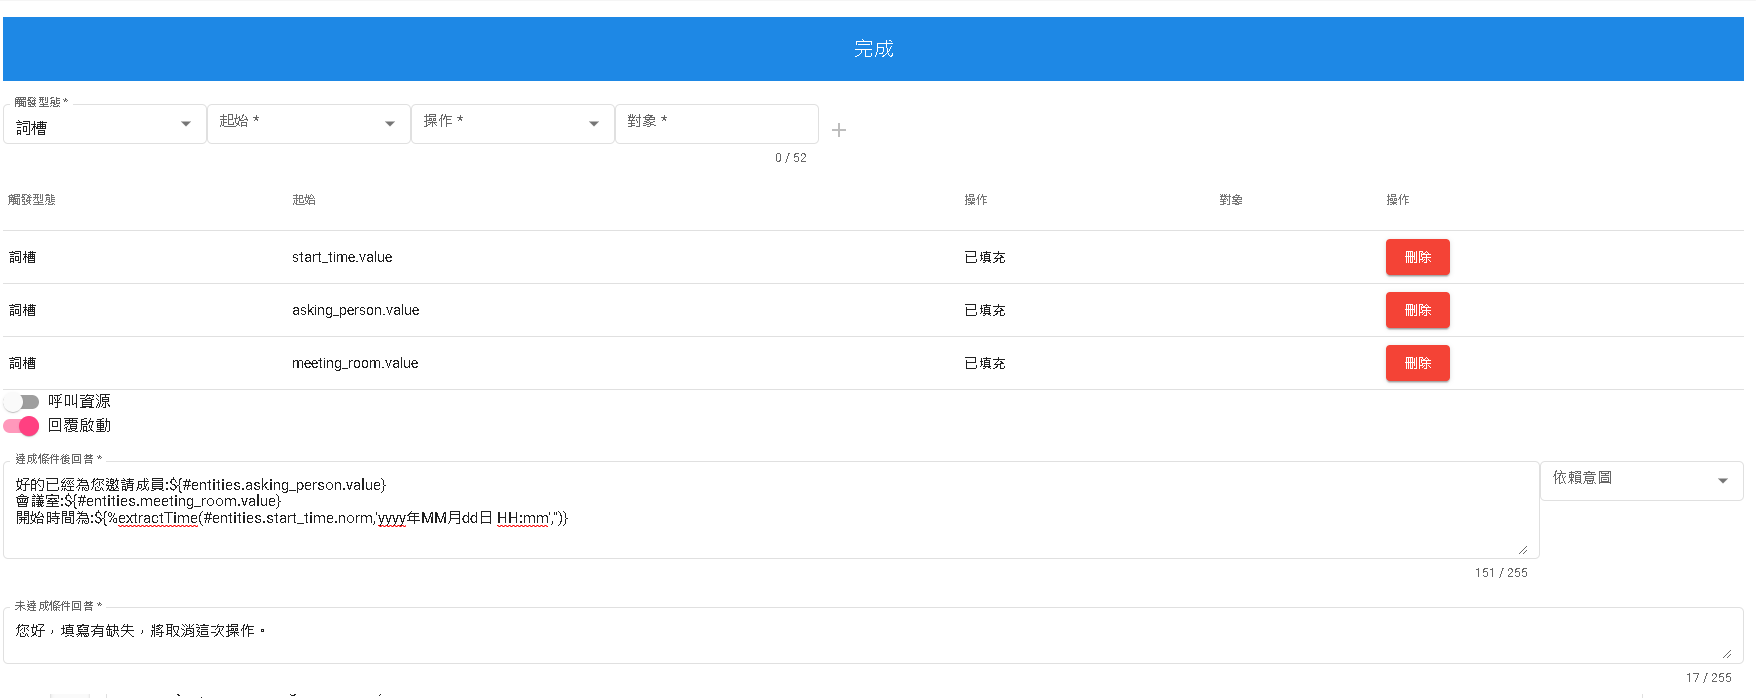 完成
觸發型態 *
詞槽
起始 *
操作 *
對象 *
0 / 52
觸發型態 起始 操作 對象 操作
詞槽 start_time.value 已填充 刪除
詞槽 asking_person.value 已填充 刪除
詞槽 meeting_room.value 已填充 刪除
呼叫資源
回覆啟動
達成條件後回答 *
好的已經為您邀請成員:${#entities.asking_person.value}
會議室:${#entities.meeting_room.value}
開始時間為:${%extractTime(#entities.start_time.norm,'yyyy年MM月dd日 HH:mm','')}
依賴意圖
151 / 255
未達成條件回答 *
您好，填寫有缺失，將取消這次操作。
17 / 255